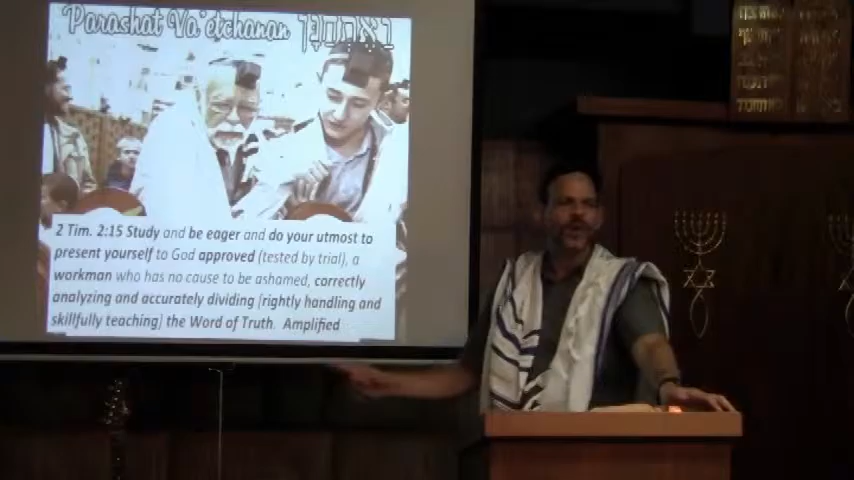 Parashat Va'etchanan ואתחנן
2 Tim. 2:15 Study and be eager and do your utmost to
present yourself to God approved (tested by trial), a
workman who has no cause to be ashamed, correctly
analyzing and accurately dividing [rightly handling and
skillfully teaching] the Word of Truth. Amplified